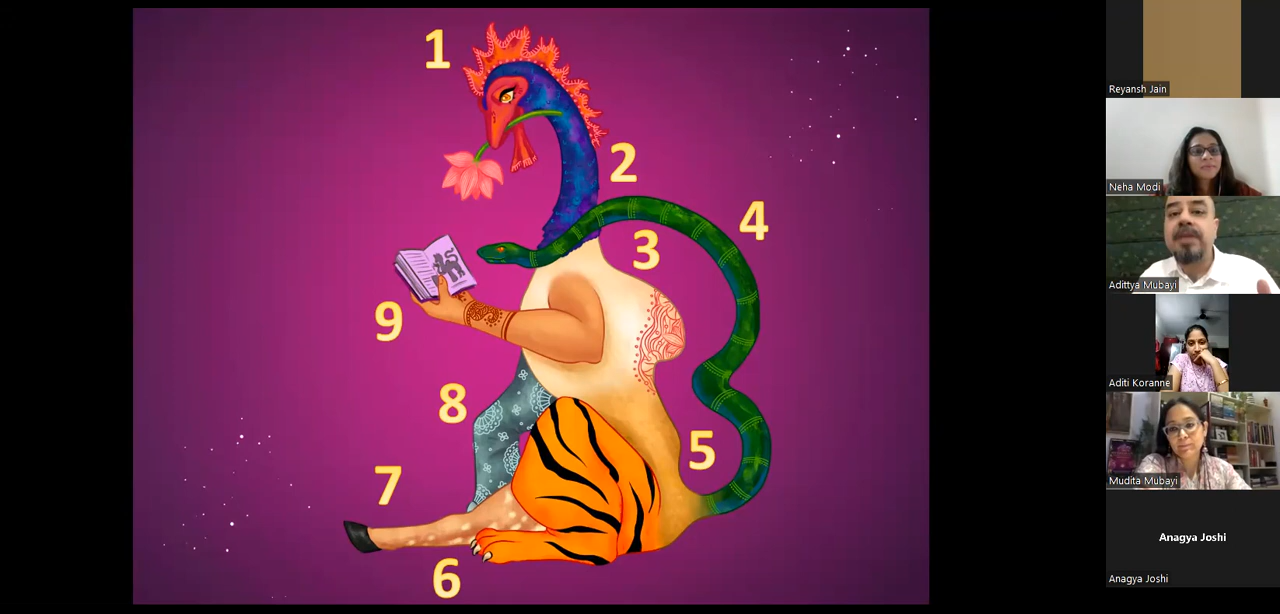 1
2
3
4
5
6
7
8
9
Reyansh Jain
Neha Modi
Adittya Mubayi
Aditi Koranne
Mudita Mubayi
Anagya Joshi
Anagya Joshi